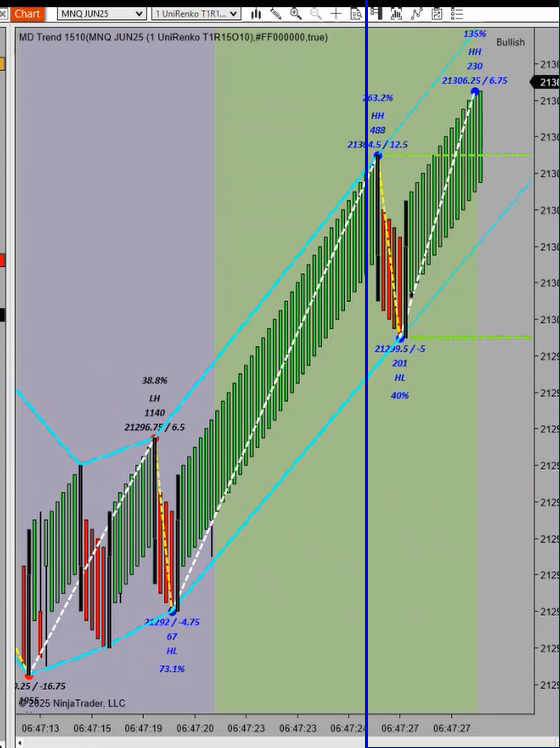 Chart
MNQ JUN25
1 UniRenko T1R1...
MD Trend 1510(MNQ JUN25 (1 UniRenko T1R15O10),#FF000000,true)
Bullish
135%
HH
230
21306.25 / 6.75
263.2%
HH
488
21304.5 / 12.5
21299.5 / -5
201
HL
40%
38.8%
LH
1140
21296.75 / 6.5
21292 / -4.75
67
HL
73.1%
.25 / -16.75
1055
© 2025 NinjaTrader, LLC
2130
2130
2130
2130
2130
2130
2130
2130
2129
2129
2129
2129
2129
2129
2129
2129
2129
06:47:13
06:47:15
06:47:19
06:47:20
06:47:23
06:47:23
06:47:24
06:47:27
06:47:27